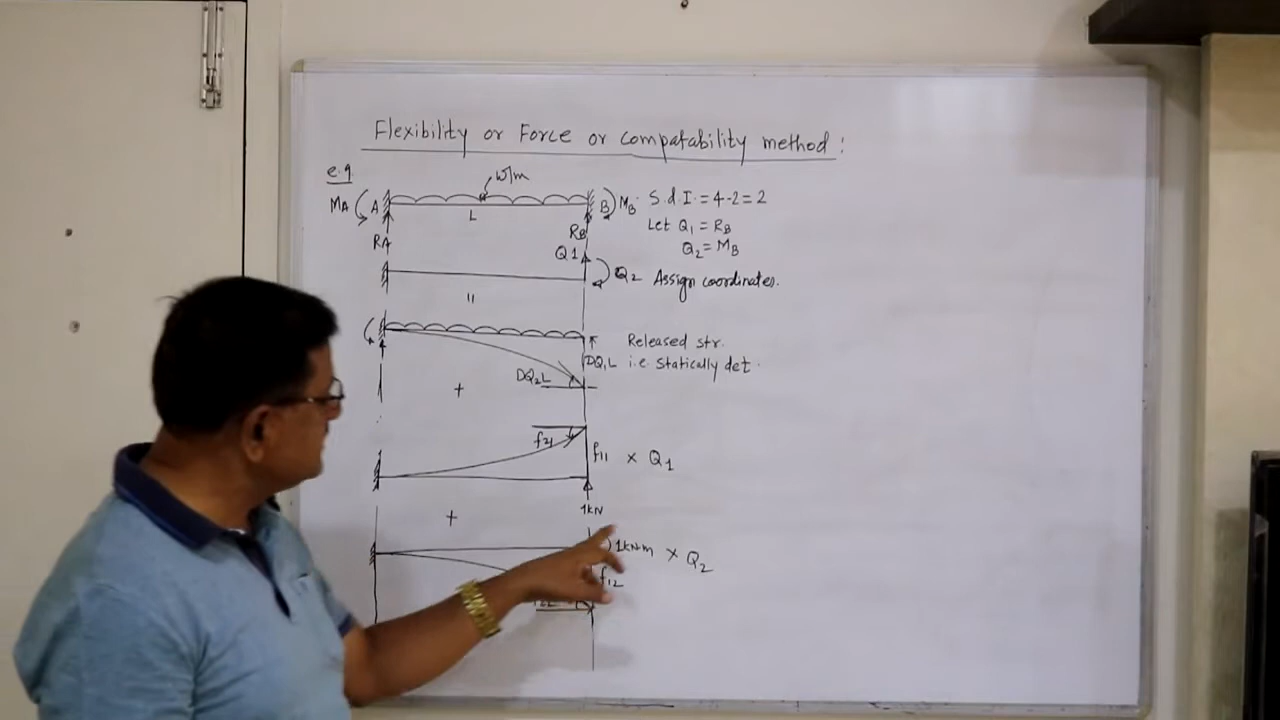 Flexibility or Force or compatability method :
e.g.
w/m
MA A L B MB
S.d.I. = 4-2 = 2
RA RB
Let Q1 = RB
Q2 = MB
Q1
Q2 Assign coordinates.
=
Released str.
DQ1L i.e. statically det.
DQ2L
+
f21 f11 × Q1
1kN
+
1kNm × Q2
f12